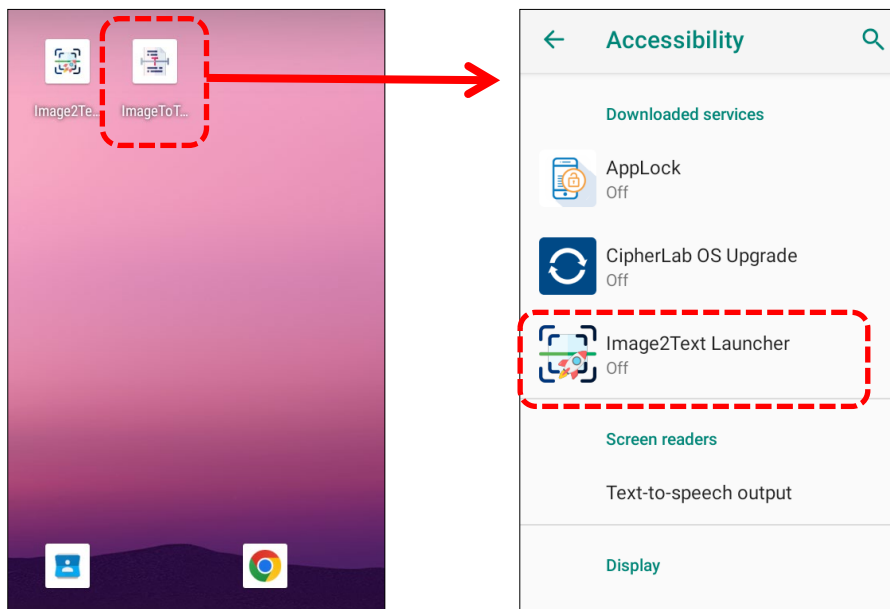 Image2Te...
ImageToT...
Accessibility
Downloaded services
AppLock
Off
CipherLab OS Upgrade
Off
Image2Text Launcher
Off
Screen readers
Text-to-speech output
Display